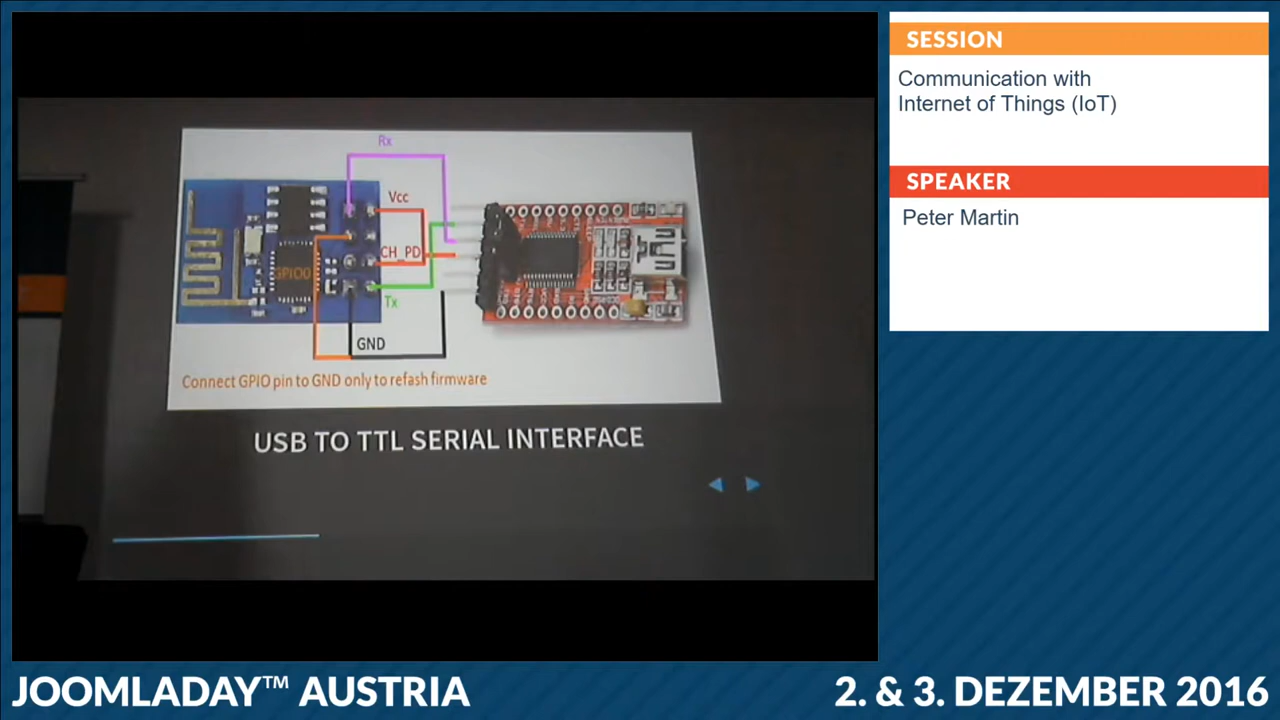 SESSION
Communication with
Internet of Things (IoT)
SPEAKER
Peter Martin
Rx
Vcc
CH_PD
GPIO0
Tx
GND
Connect GPIO pin to GND only to refash firmware
USB TO TTL SERIAL INTERFACE
JOOMLADAY™ AUSTRIA
2. & 3. DEZEMBER 2016